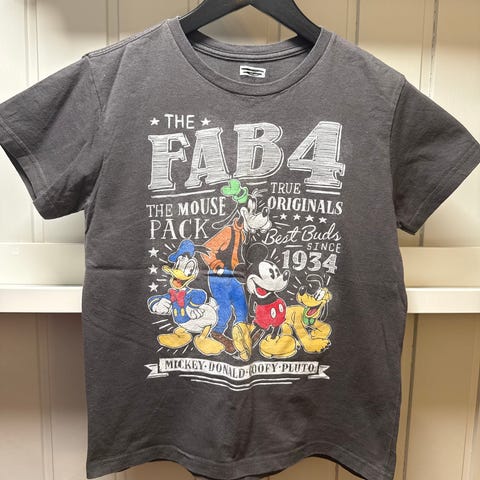 THE
FAB 4
THE MOUSE PACK
TRUE ORIGINALS
Best Buds
SINCE
1934
MICKEY · DONALD · GOOFY · PLUTO